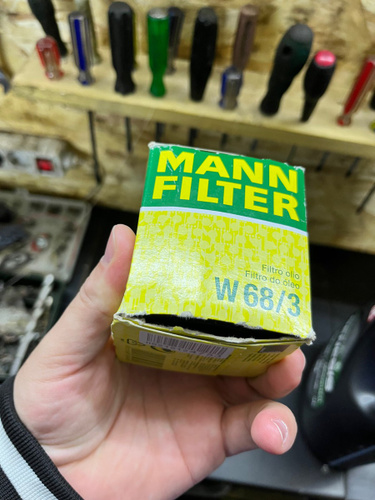 MANN
FILTER
Filtro olio
Filtro do óleo
W 68/3